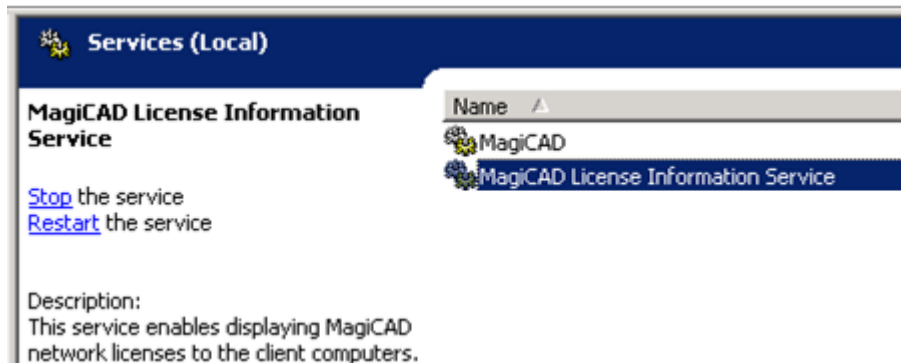 Services (Local)
MagiCAD License Information
Service
Stop the service
Restart the service
Description:
This service enables displaying MagiCAD
network licenses to the client computers.
Name
MagiCAD
MagiCAD License Information Service